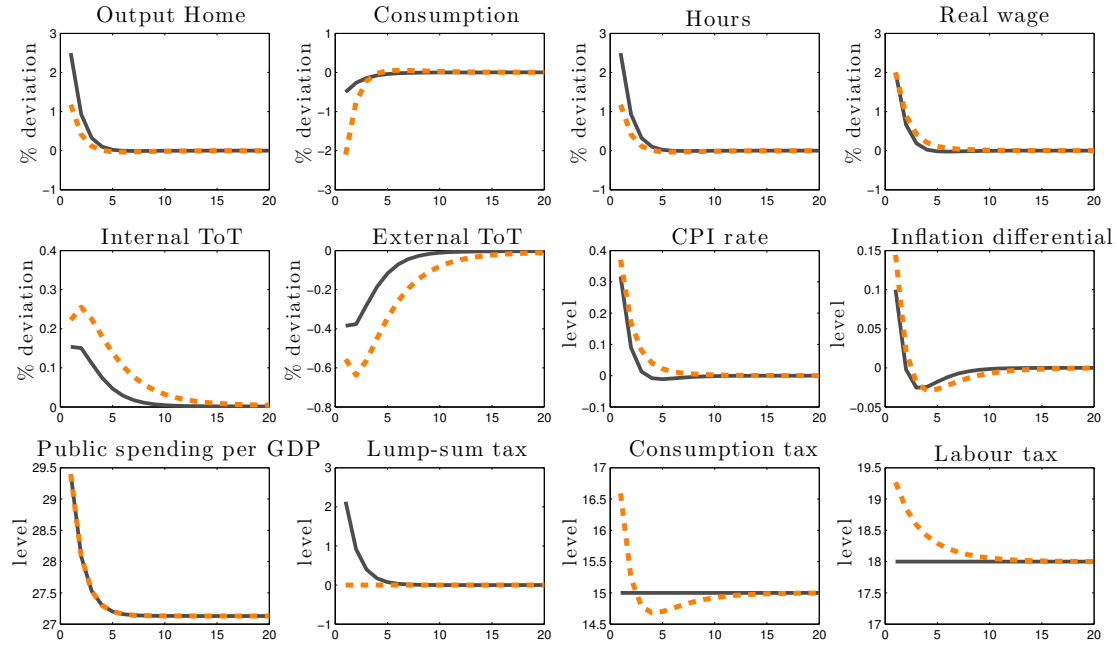 Output Home Consumption Hours Real wage
3 1 3 3
2 0 2 2
% deviation % deviation % deviation % deviation
1 −1 1 1
0 −2 0 0
−1 −3 −1 −1
0 5 10 15 20 0 5 10 15 20 0 5 10 15 20 0 5 10 15 20
Internal ToT External ToT CPI rate Inflation differential
0.4 0 0.4 0.15
0.3 −0.2 0.3 0.1
% deviation % deviation level level
0.2 −0.4 0.2 0.05
0.1 −0.6 0.1 0
0 −0.8 0.0 −0.05
−0.1
0 5 10 15 20 0 5 10 15 20 0 5 10 15 20 0 5 10 15 20
Public spending per GDP Lump-sum tax Consumption tax Labour tax
29.5 3 17 19.5
29 2 16.5 19
28.5 1 16 18.5
level level level level
28 0 15.5 18
27.5 −1 15 17.5
27 14.5 17
0 5 10 15 20 0 5 10 15 20 0 5 10 15 20 0 5 10 15 20